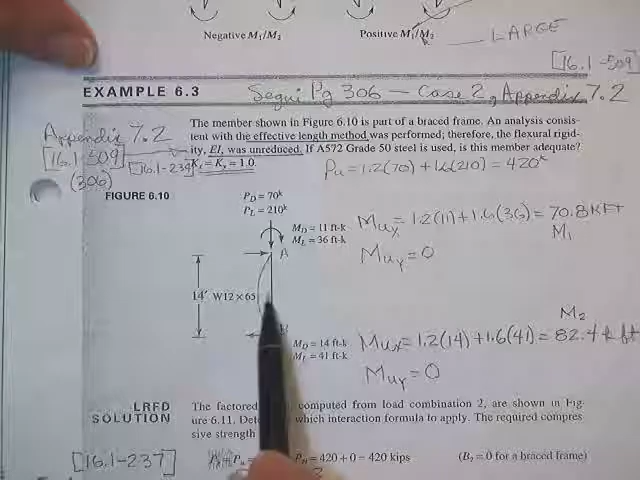 Negative M1/M2
Positive M1/M2
LARGE
[16.1-509]
EXAMPLE 6.3
Segui Pg 306 - Case 2, Appendix 7.2
The member shown in Figure 6.10 is part of a braced frame. An analysis consis-
tent with the effective length method was performed; therefore, the flexural rigid-
ity, EI, was unreduced. If A572 Grade 50 steel is used, is this member adequate?
Kx = Ky = 1.0.
Appendix 7.2
[16.1-509]
[16.1-239]
(306)
Pu = 1.2(70) + 1.6(210) = 420k
FIGURE 6.10
PD = 70k
PL = 210k
MD = 11 ft-k
ML = 36 ft-k
A
Mux = 1.2(11) + 1.6(36) = 70.8 kft
M1
Muy = 0
14′ W12 × 65
B
MD = 14 ft-k
ML = 41 ft-k
M2
Mux = 1.2(14) + 1.6(41) = 82.4 kft
Muy = 0
LRFD
SOLUTION
The factored computed from load combination 2, are shown in Fig-
ure 6.11. which interaction formula to apply. The required compres-
sive strength
[16.1-237]
420 + 0 = 420 kips
(B2 = 0 for a braced frame)